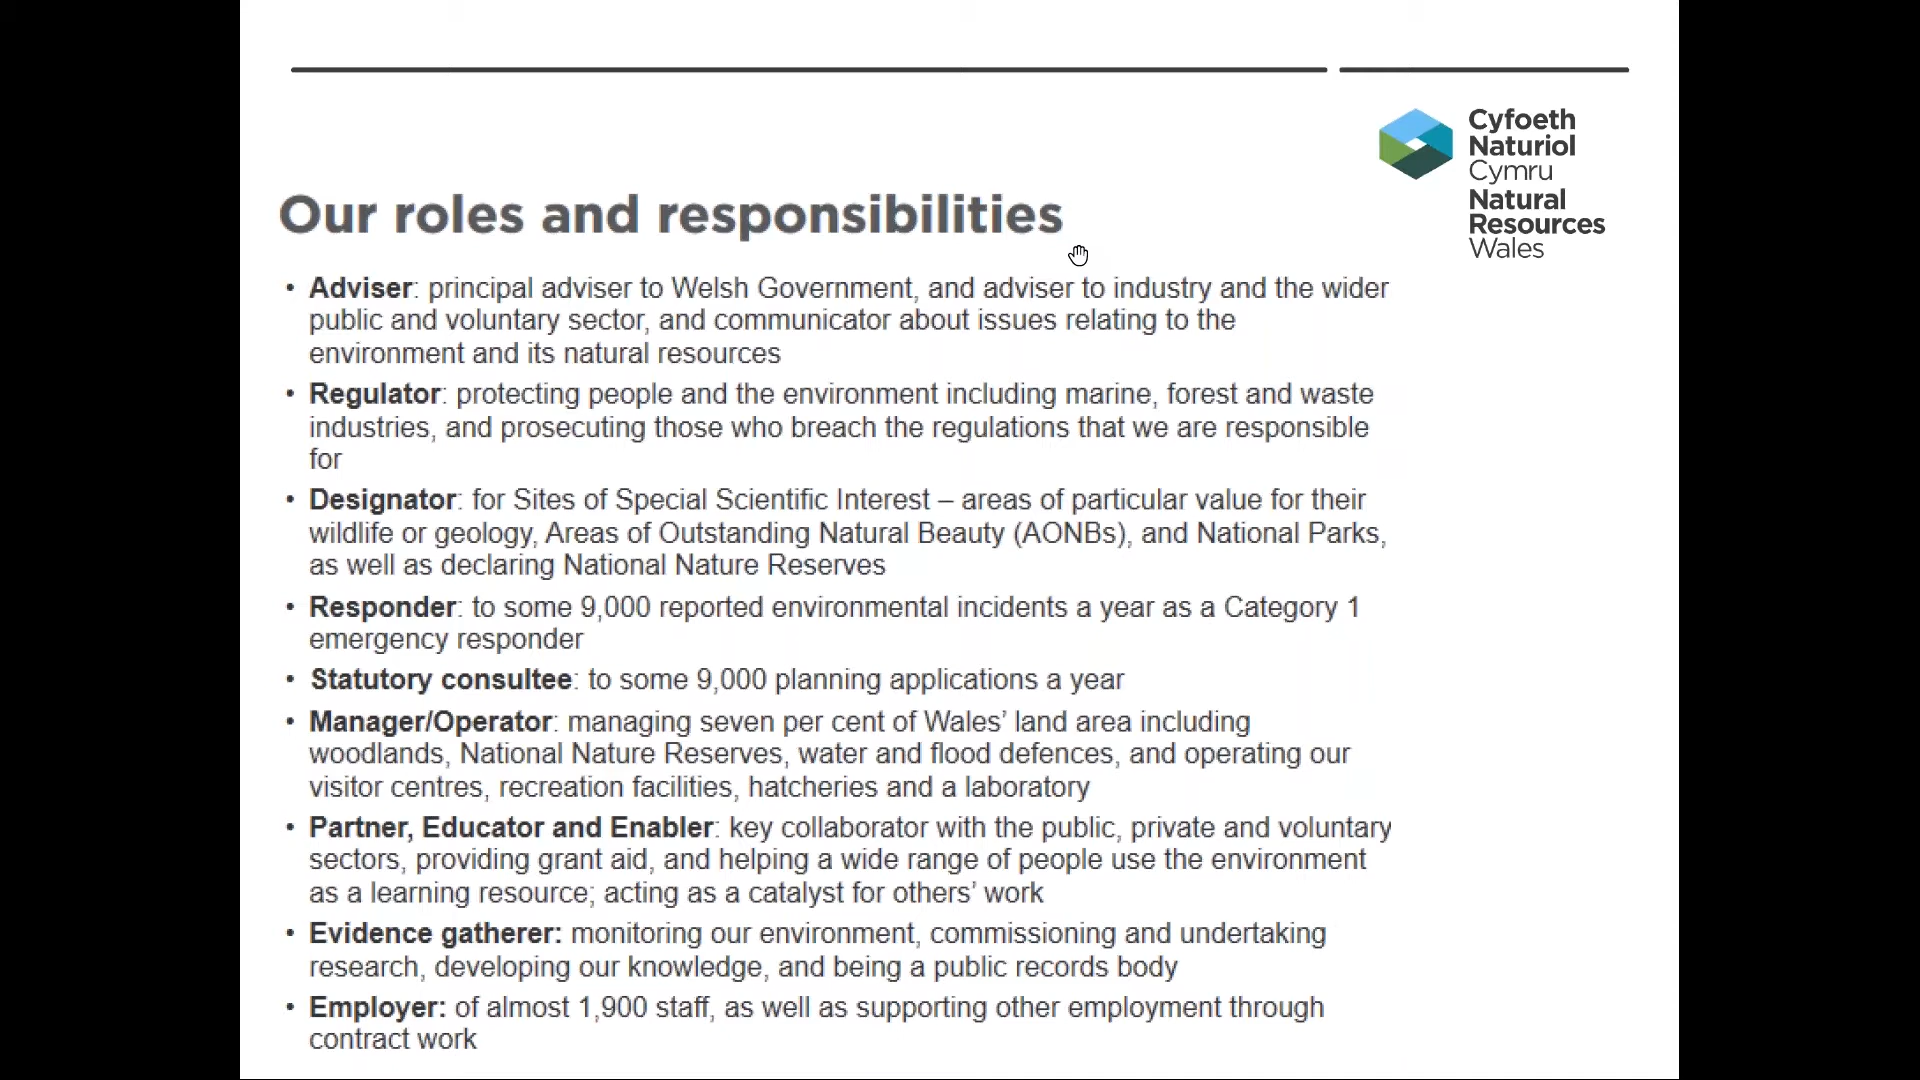 Cyfoeth
Naturiol
Cymru
Natural
Resources
Wales
Our roles and responsibilities
• Adviser: principal adviser to Welsh Government, and adviser to industry and the wider
public and voluntary sector, and communicator about issues relating to the
environment and its natural resources
• Regulator: protecting people and the environment including marine, forest and waste
industries, and prosecuting those who breach the regulations that we are responsible
for
• Designator: for Sites of Special Scientific Interest – areas of particular value for their
wildlife or geology, Areas of Outstanding Natural Beauty (AONBs), and National Parks,
as well as declaring National Nature Reserves
• Responder: to some 9,000 reported environmental incidents a year as a Category 1
emergency responder
• Statutory consultee: to some 9,000 planning applications a year
• Manager/Operator: managing seven per cent of Wales’ land area including
woodlands, National Nature Reserves, water and flood defences, and operating our
visitor centres, recreation facilities, hatcheries and a laboratory
• Partner, Educator and Enabler: key collaborator with the public, private and voluntary
sectors, providing grant aid, and helping a wide range of people use the environment
as a learning resource; acting as a catalyst for others’ work
• Evidence gatherer: monitoring our environment, commissioning and undertaking
research, developing our knowledge, and being a public records body
• Employer: of almost 1,900 staff, as well as supporting other employment through
contract work